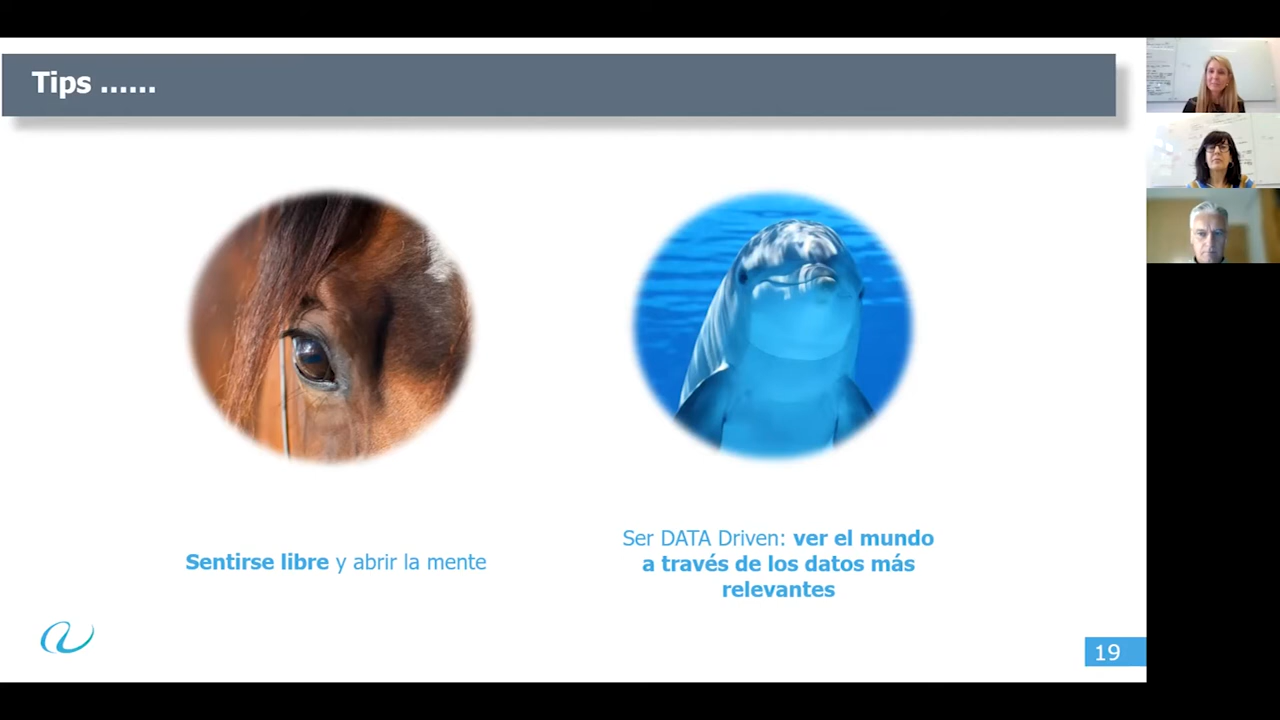 Tips ......
Sentirse libre y abrir la mente
Ser DATA Driven: ver el mundo
a través de los datos más
relevantes
19